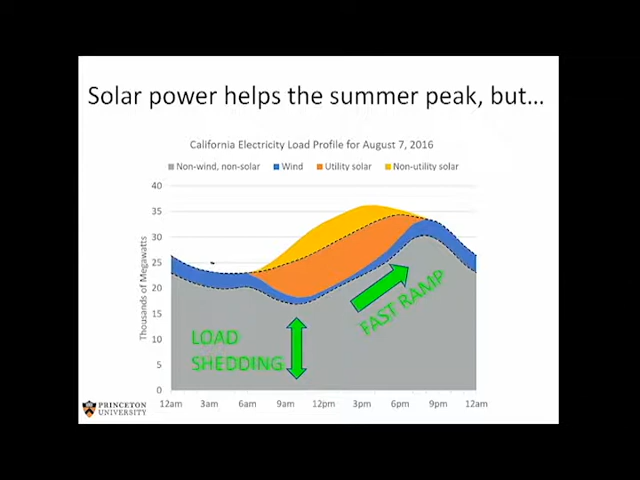 Solar power helps the summer peak, but...
California Electricity Load Profile for August 7, 2016
Non-wind, non-solar Wind Utility solar Non-utility solar
Thousands of Megawatts
40
35
30
25
20
15
10
5
0
FAST RAMP
LOAD
SHEDDING
12am 3am 6am 9am 12pm 3pm 6pm 9pm 12am
PRINCETON
UNIVERSITY